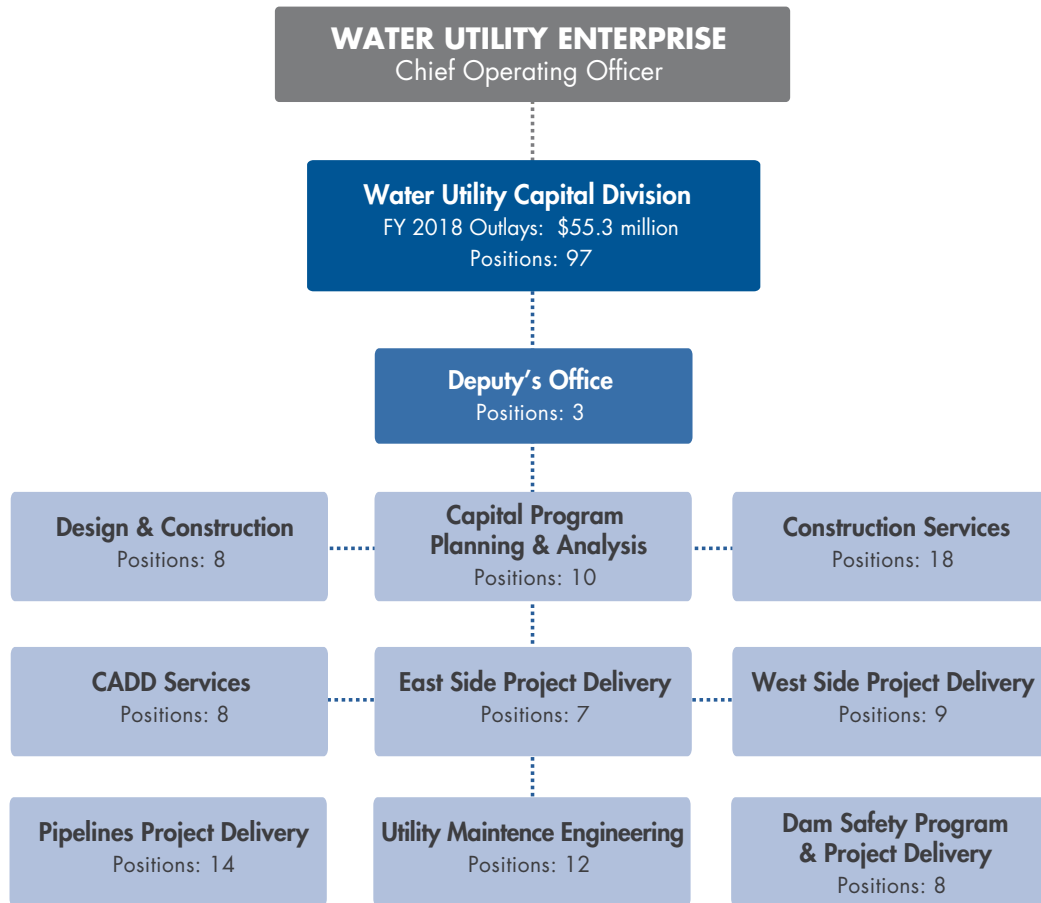 WATER UTILITY ENTERPRISE
Chief Operating Officer
Water Utility Capital Division
FY 2018 Outlays: $55.3 million
Positions: 97
Deputy’s Office
Positions: 3
Design & Construction
Positions: 8
Capital Program
Planning & Analysis
Positions: 10
Construction Services
Positions: 18
CADD Services
Positions: 8
East Side Project Delivery
Positions: 7
West Side Project Delivery
Positions: 9
Pipelines Project Delivery
Positions: 14
Utility Maintence Engineering
Positions: 12
Dam Safety Program
& Project Delivery
Positions: 8